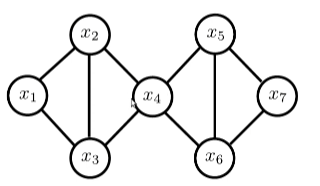 x₂ x₅
x₁ x₄ x₇
x₃ x₆